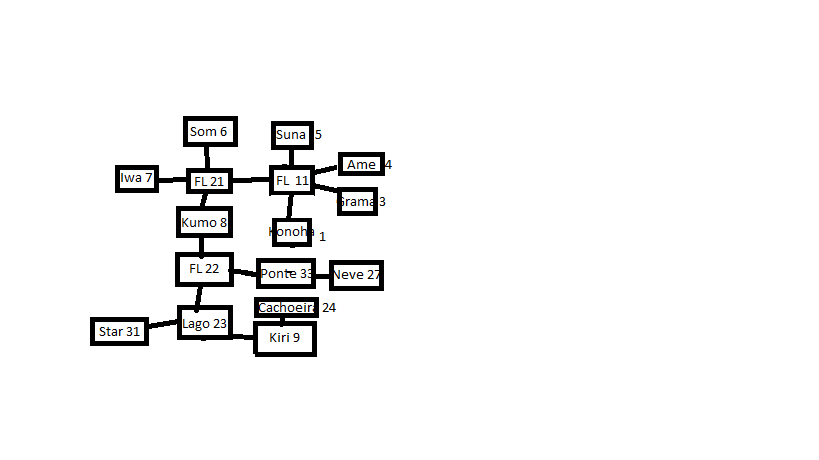 Som 6
Suna 5
Ame 4
Iwa 7
FL 21
FL 11
Grama 3
Kumo 8
Konoha 1
FL 22
Ponte 33
Neve 27
Cachoeira 24
Star 31
Lago 23
Kiri 9